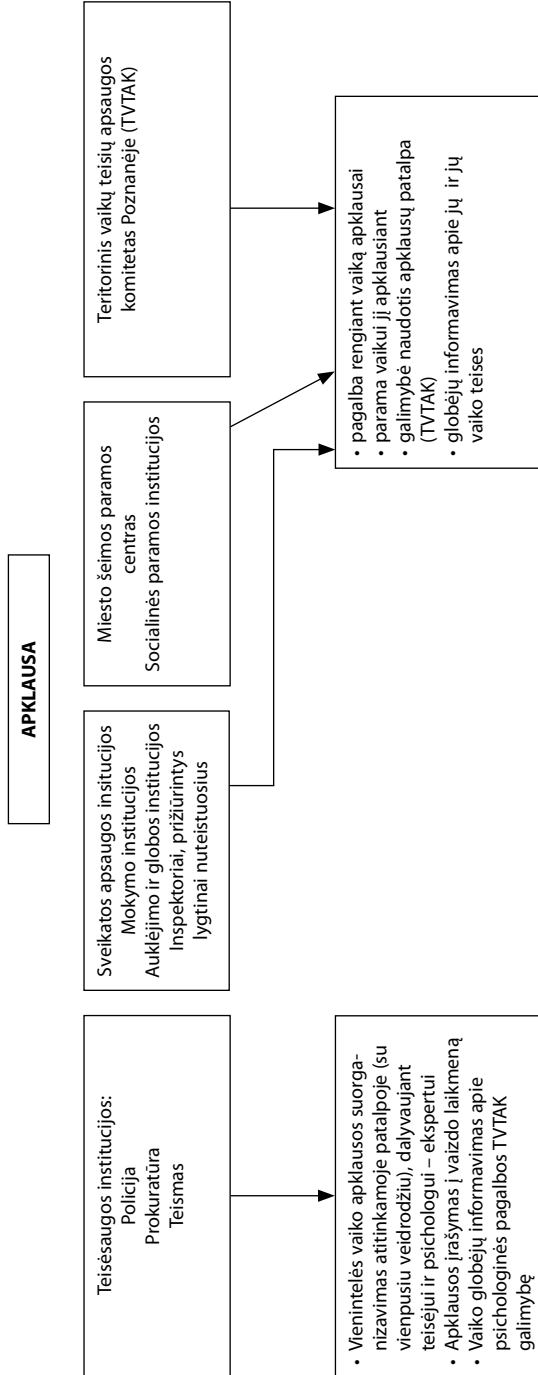 APKLAUSA
Teisėsaugos institucijos:
Policija
Prokuratūra
Teismas
Sveikatos apsaugos insitucijos
Mokymo institucijos
Auklėjimo ir globos institucijos
Inspektoriai, prižiūrintys
lygtinai nuteistuosius
Miesto šeimos paramos
centras
Socialinės paramos institucijos
Teritorinis vaikų teisių apsaugos
komitetas Poznanėje (TVTAK)
• Vienintelės vaiko apklausos suorga-
nizavimas atitinkamoje patalpoje (su
vienpusiu veidrodžiu), dalyvaujant
teisėjui ir psichologui – ekspertui
• Apklausos įrašymas į vaizdo laikmeną
• Vaiko globėjų informavimas apie
psichologinės pagalbos TVTAK
galimybę
• pagalba rengiant vaiką apklausai
• parama vaikui jį apklausiant
• galimybė naudotis apklausų patalpa
(TVTAK)
• globėjų informavimas apie jų ir jų
vaiko teises